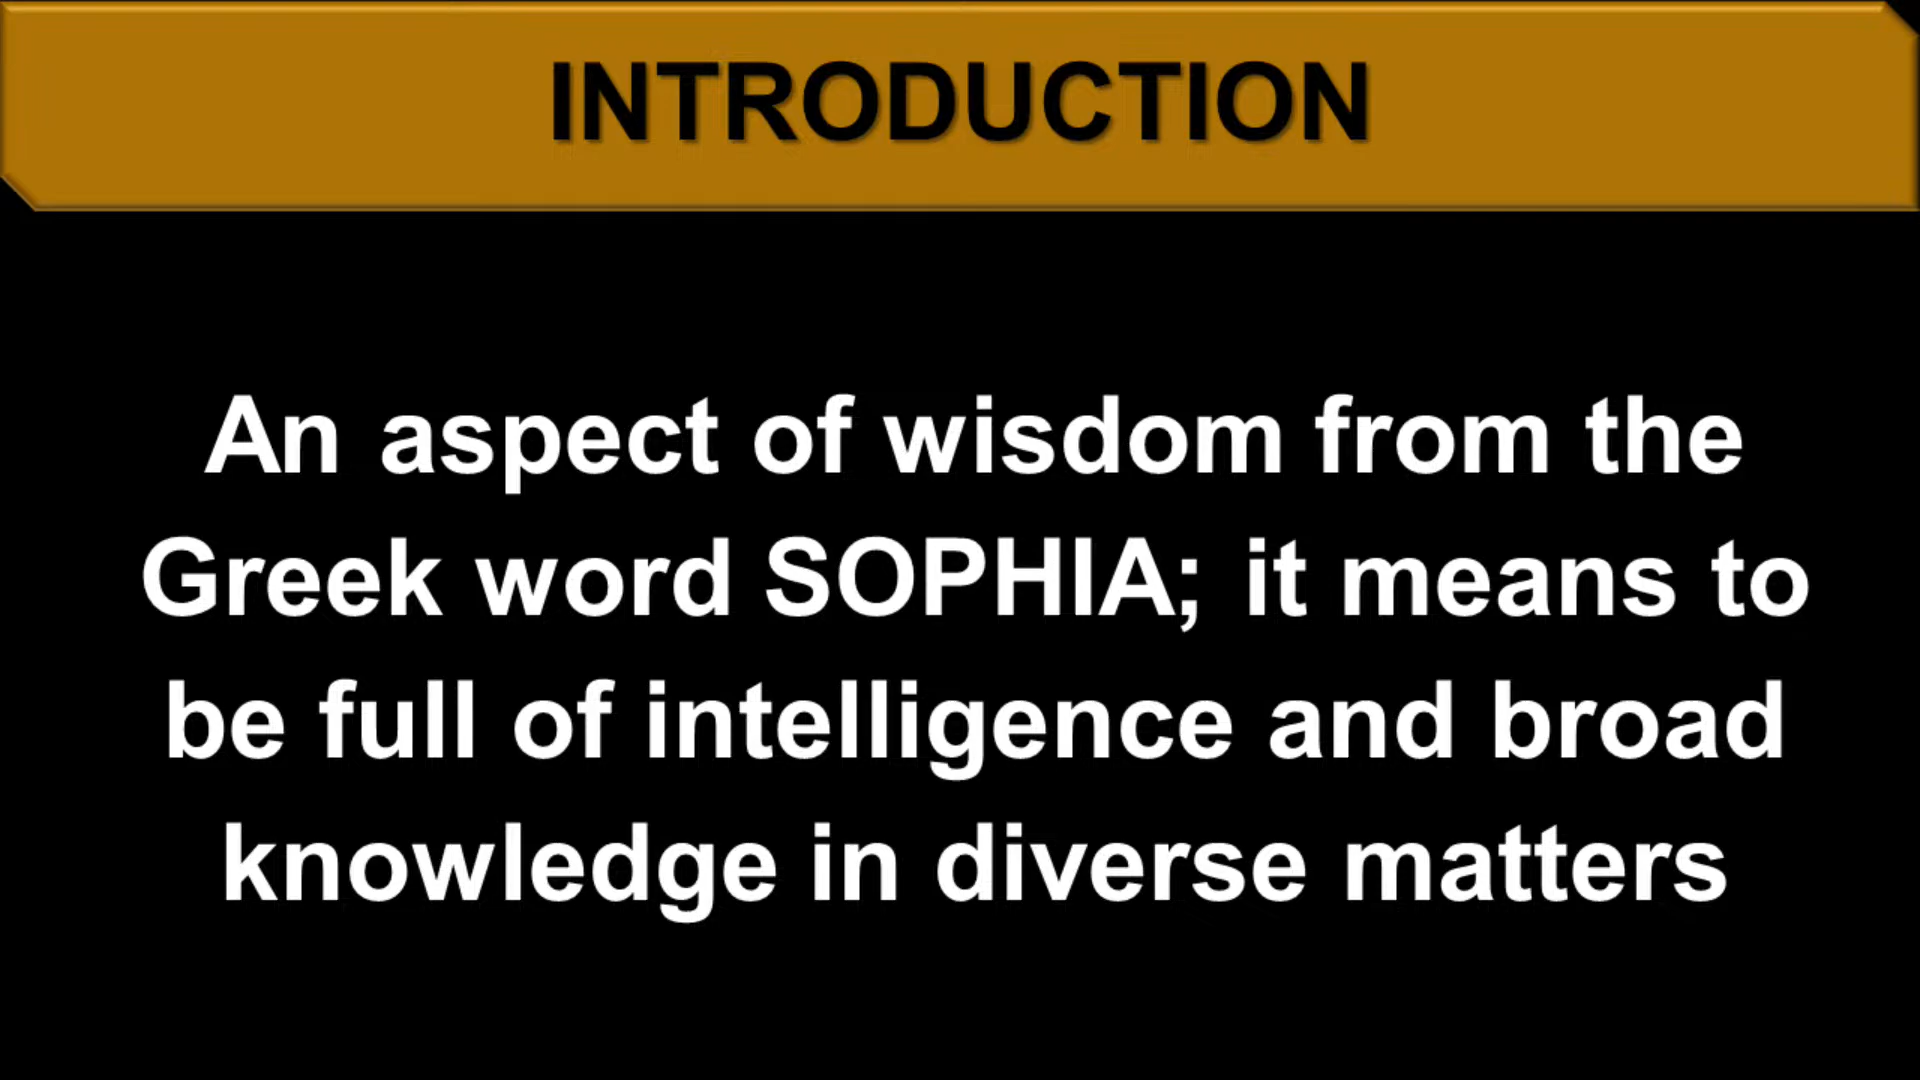 INTRODUCTION
An aspect of wisdom from the
Greek word SOPHIA; it means to
be full of intelligence and broad
knowledge in diverse matters